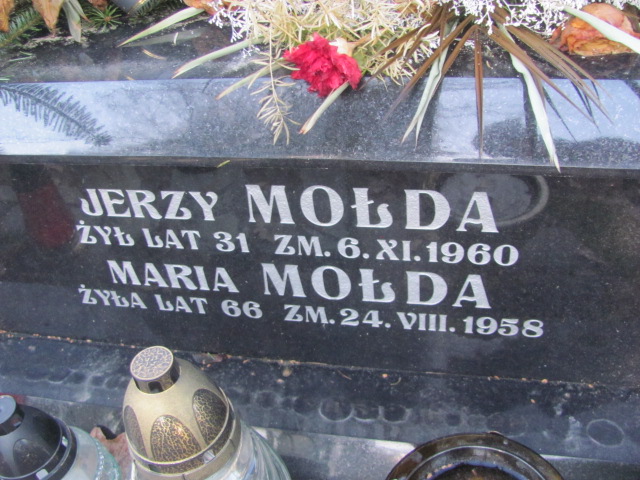 JERZY MOŁDA
ŻYŁ LAT 31 ZM. 6. XI. 1960
MARIA MOŁDA
ŻYŁA LAT 66 ZM. 24. VIII. 1958